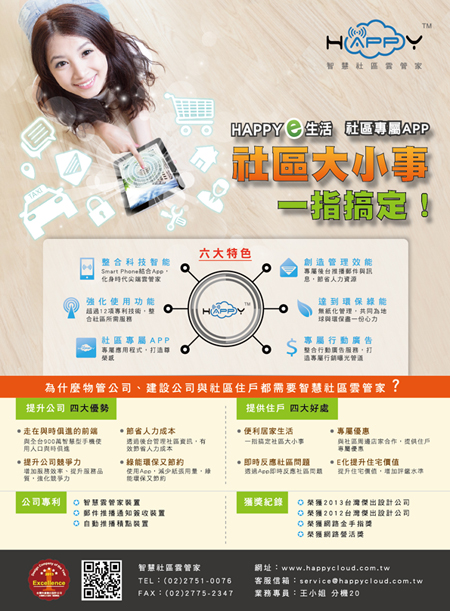 HAPPY TM
智慧社區雲管家
HAPPY e 生活 社區專屬APP
社區大小事
一指搞定！
TAXI
六大特色
整合科技智能
Smart Phone結合App，
化身時代尖端雲管家
強化使用功能
超過12項專利技術，整
合社區所需服務
社區專屬APP
專屬應用程式，打造尊
榮感
HAPPY TM
創造管理效能
專屬後台推播郵件與訊
息，節省人力資源
達到環保綠能
無紙化管理，共同為地
球與環保盡一份心力
專屬行動廣告
整合行動廣告服務，打
造專屬行銷曝光管道
為什麼物管公司、建設公司與社區住戶都需要智慧社區雲管家？
提升公司 四大優勢
走在與時俱進的前端
與全台900萬智慧型手機使
用人口與時俱進
節省人力成本
透過後台管理社區資訊，有
效節省人力成本
提升公司競爭力
增加服務效率，提升服務品
質，強化競爭力
綠能環保又節約
使用App，減少紙張用量，綠
能環保又節約
提供住戶 四大好處
便利居家生活
一指搞定社區大小事
專屬優惠
與社區周邊店家合作，提供住戶
專屬優惠
即時反應社區問題
透過App即時反應社區問題
E化提升住宅價值
提升住宅價值，增加評鑑水準
公司專利
智慧雲管家裝置
郵件推播通知簽收裝置
自動推播積點裝置
獲獎紀錄
榮獲2013台灣傑出設計公司
榮獲2012台灣傑出設計公司
榮獲網路金手指獎
榮獲網路營活獎
Excellence
智慧社區雲管家
TEL：(02)2751-0076
FAX：(02)2775-2347
網址：www.happycloud.com.tw
客服信箱：service@happycloud.com.tw
業務專員：王小姐 分機20